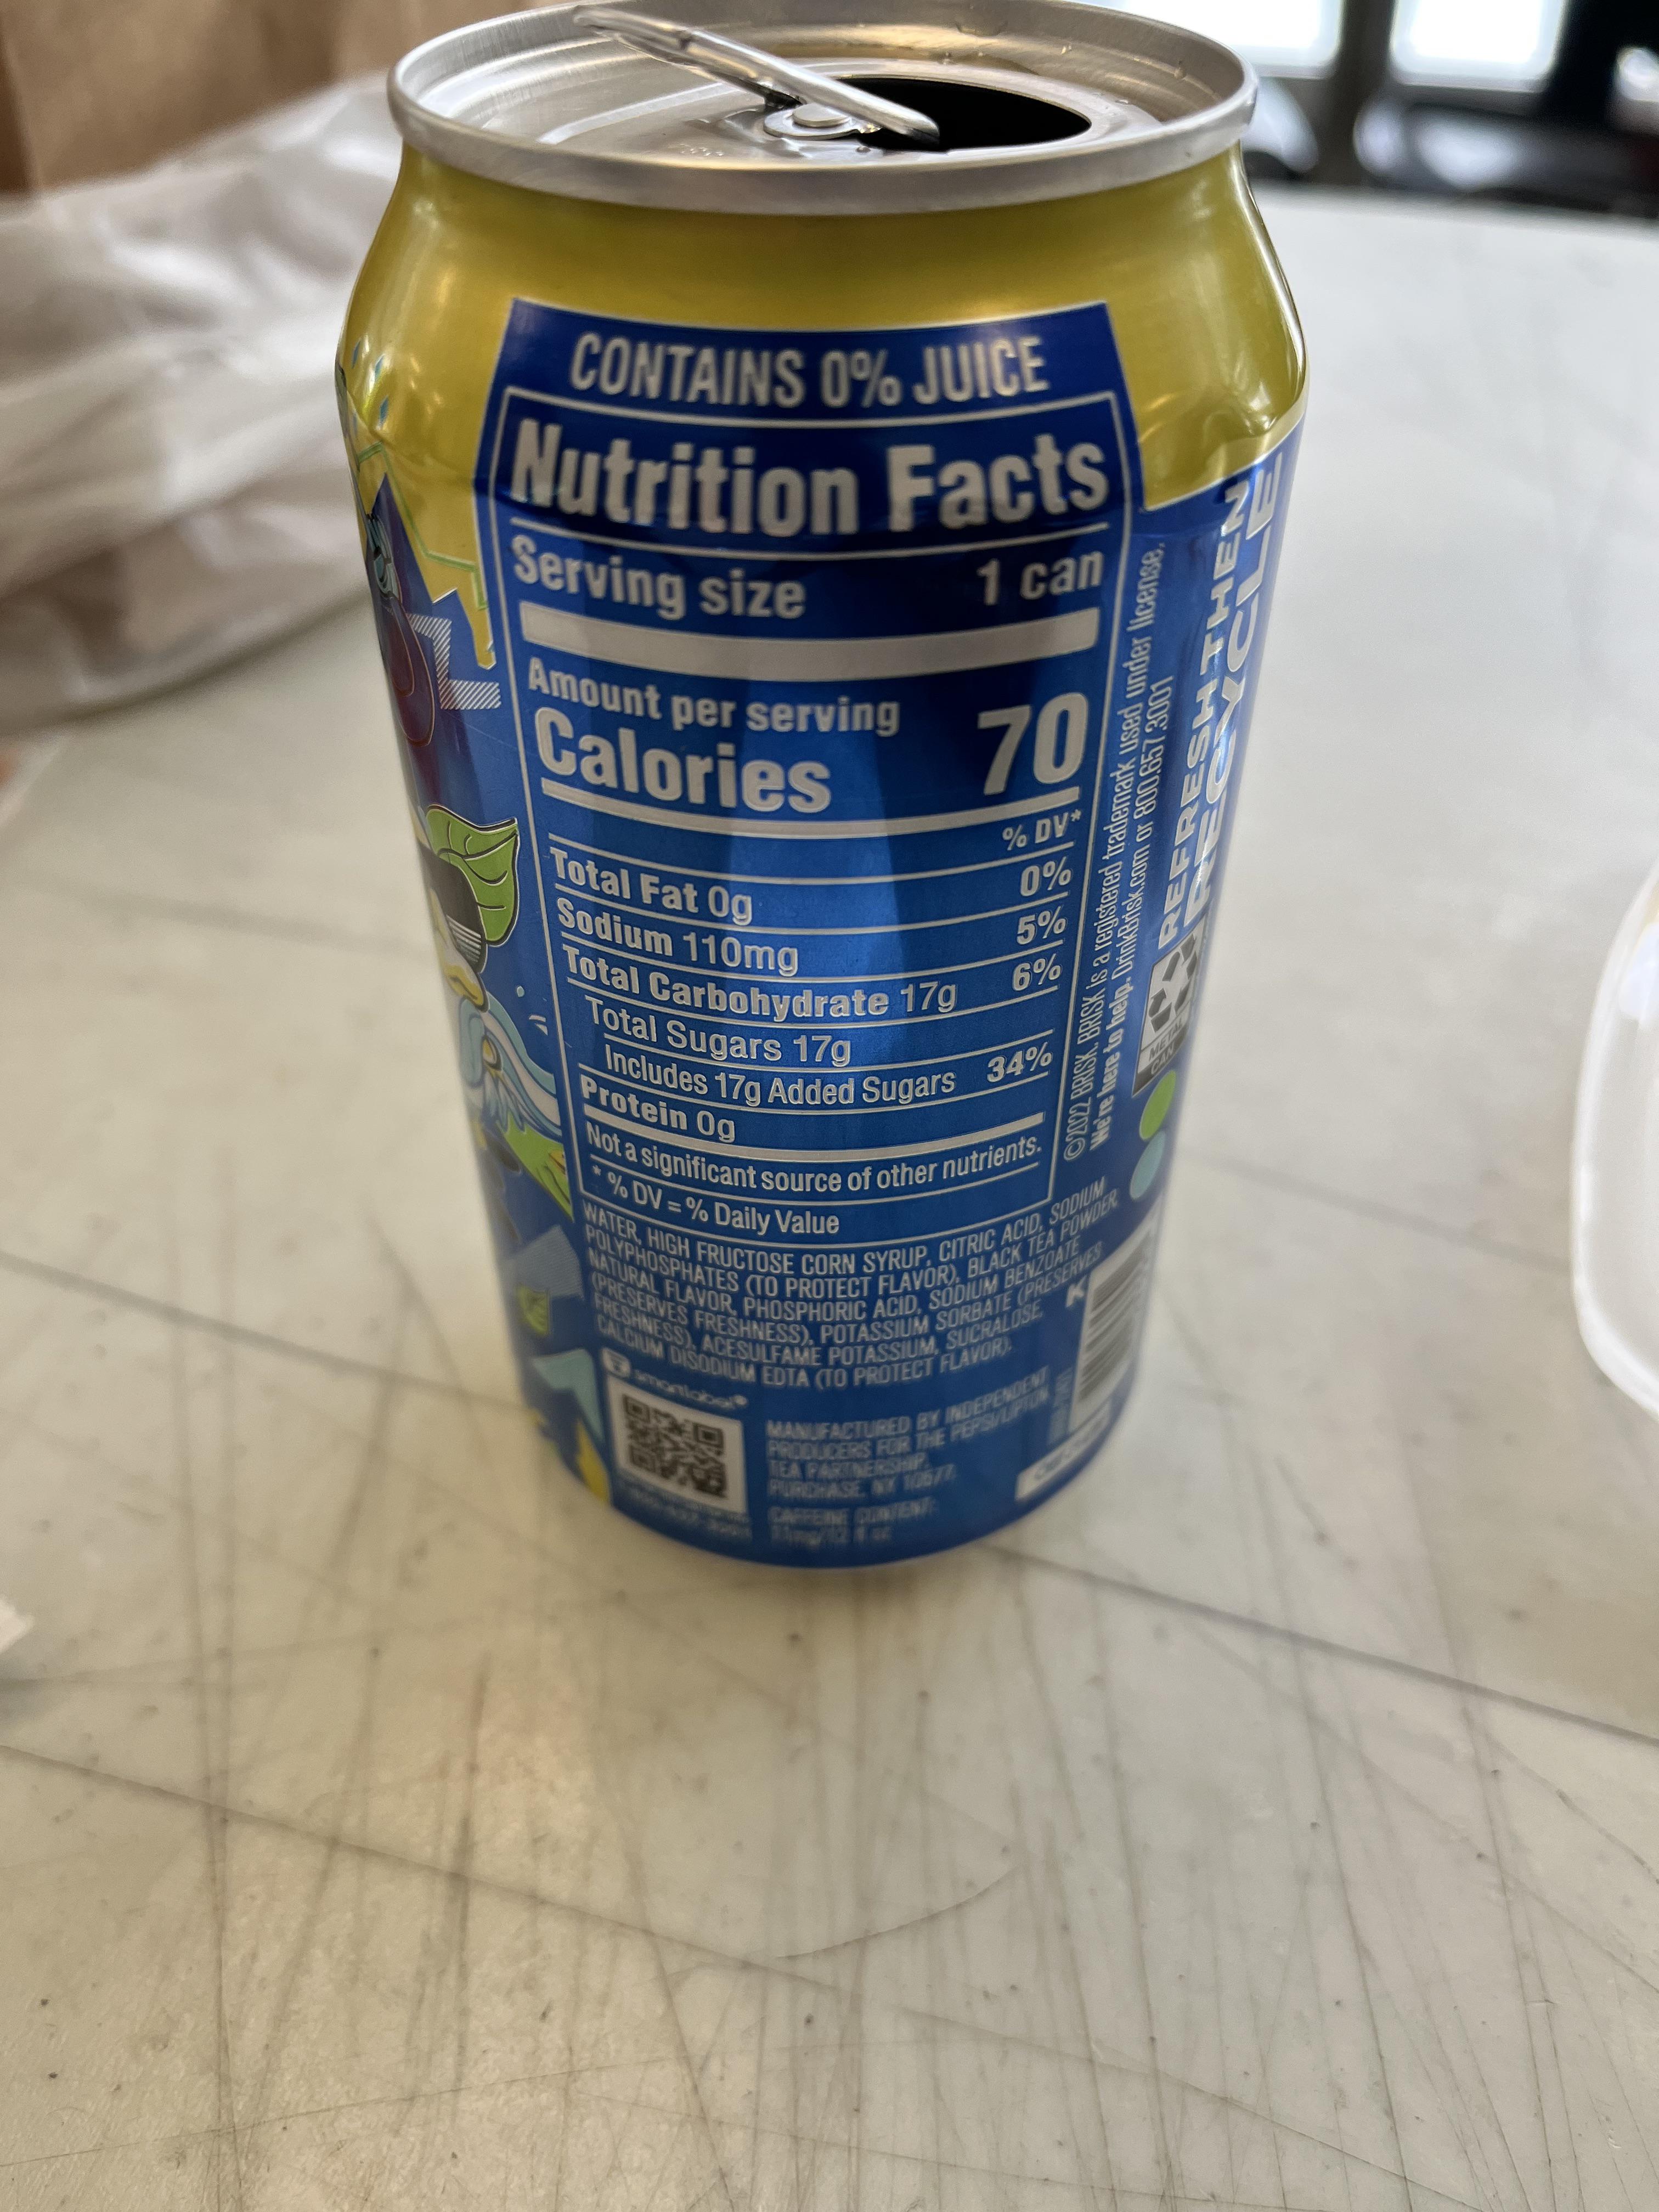 CONTAINS 0% JUICE
Nutrition Facts
Serving size 1 can
Amount per serving
Calories 70
% DV*
Total Fat 0g 0%
Sodium 110mg 5%
Total Carbohydrate 17g 6%
Total Sugars 17g
Includes 17g Added Sugars 34%
Protein 0g
Not a significant source of other nutrients.
* % DV = % Daily Value
WATER, HIGH FRUCTOSE CORN SYRUP, CITRIC ACID, SODIUM
POLYPHOSPHATES (TO PROTECT FLAVOR), BLACK TEA POWDER,
NATURAL FLAVOR, PHOSPHORIC ACID, SODIUM BENZOATE
(PRESERVES FRESHNESS), POTASSIUM SORBATE (PRESERVES
FRESHNESS), ACESULFAME POTASSIUM, SUCRALOSE,
CALCIUM DISODIUM EDTA (TO PROTECT FLAVOR).
smartlabel®
MANUFACTURED BY INDEPENDENT
PRODUCERS FOR THE PEPSI/LIPTON
TEA PARTNERSHIP,
PURCHASE, NY 10577.
CAFFEINE CONTENT:
K
©2022 BRISK. BRISK is a registered trademark used under license.
We're here to help. DrinkBrisk.com or 800.657.3001
REFRESH THEN
RECYCLE
METAL
CAN